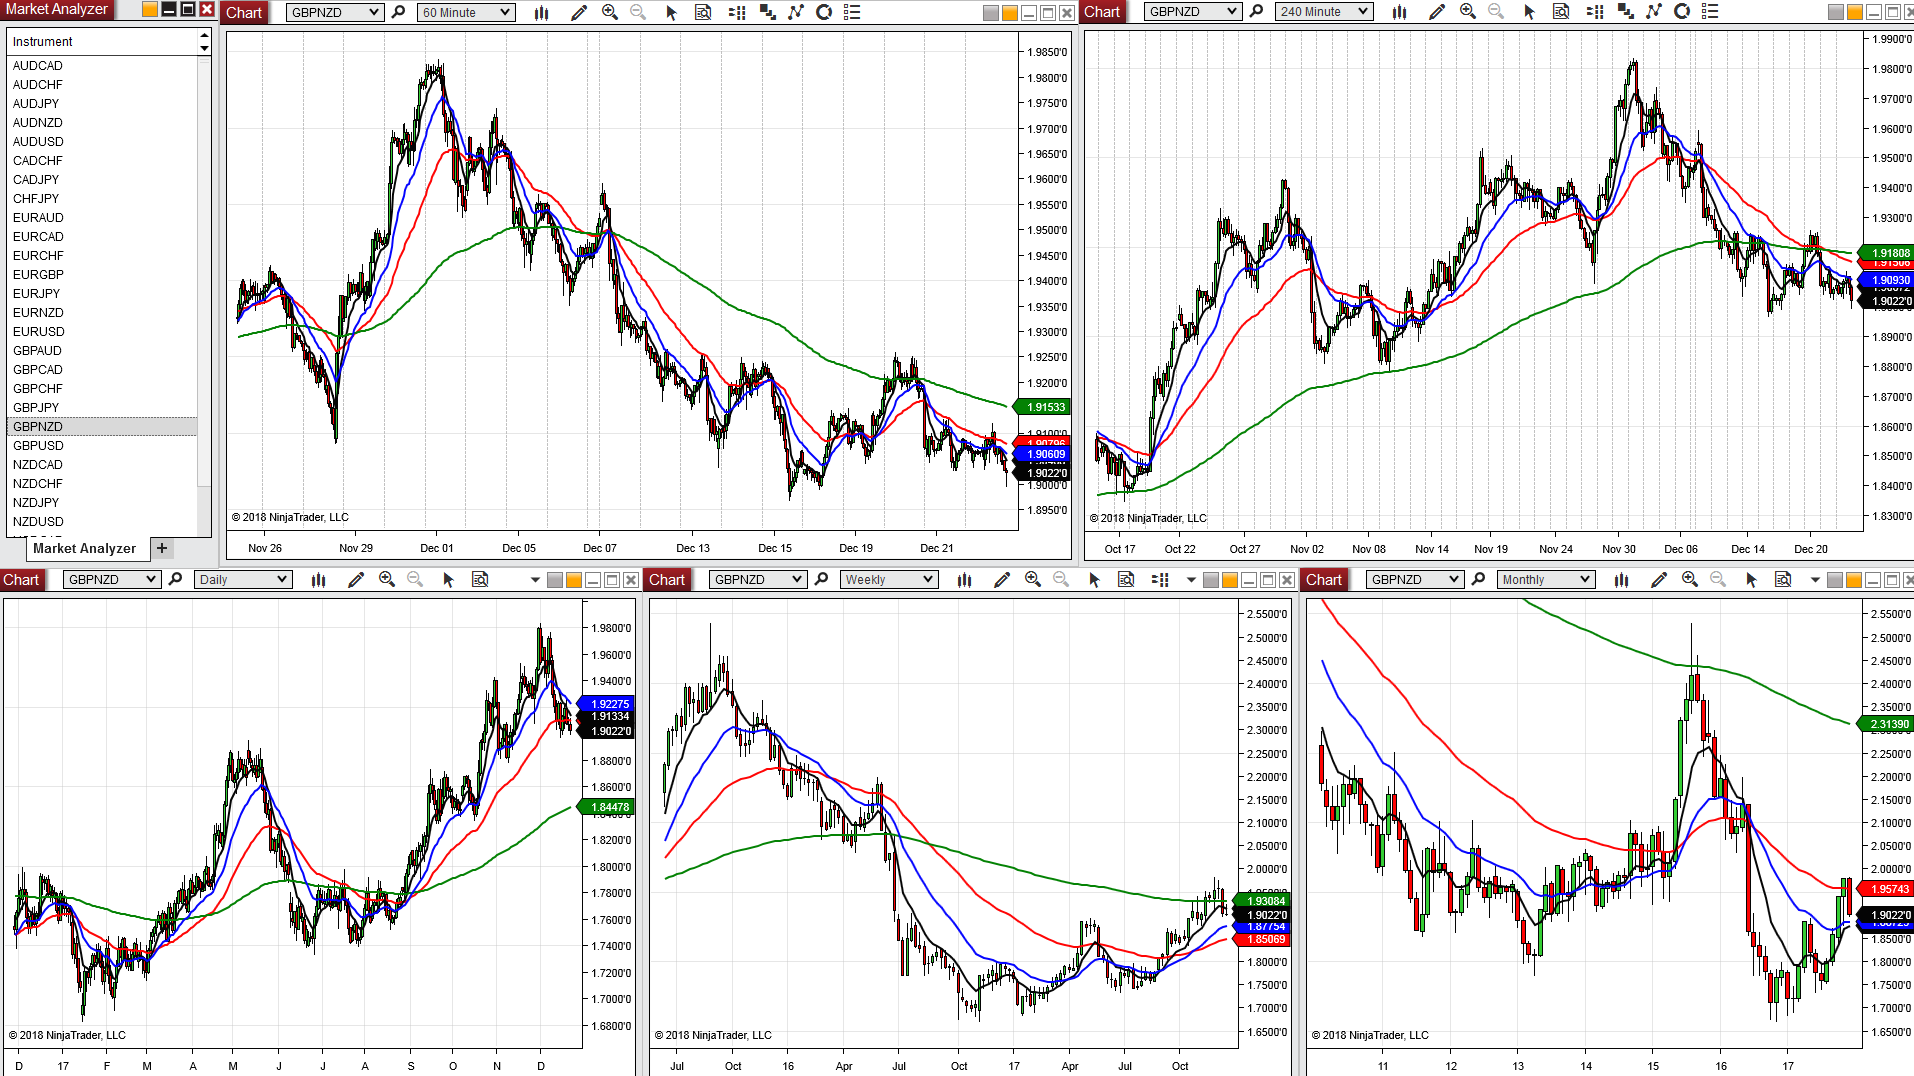 Market Analyzer
Instrument
AUDCAD
AUDCHF
AUDJPY
AUDNZD
AUDUSD
CADCHF
CADJPY
CHFJPY
EURAUD
EURCAD
EURCHF
EURGBP
EURJPY
EURNZD
EURUSD
GBPAUD
GBPCAD
GBPCHF
GBPJPY
GBPNZD
GBPUSD
NZDCAD
NZDCHF
NZDJPY
NZDUSD
Market Analyzer +
Chart GBPNZD 60 Minute
1.9850'0
1.9800'0
1.9750'0
1.9700'0
1.9650'0
1.9600'0
1.9550'0
1.9500'0
1.9450'0
1.9400'0
1.9350'0
1.9300'0
1.9250'0
1.9200'0
1.91533
1.9100'0
1.90796
1.90609
1.9022'0
1.9000'0
1.8950'0
© 2018 NinjaTrader, LLC
Nov 26 Nov 29 Dec 01 Dec 05 Dec 07 Dec 13 Dec 15 Dec 19 Dec 21
Chart GBPNZD 240 Minute
1.9900'0
1.9800'0
1.9700'0
1.9600'0
1.9500'0
1.9400'0
1.9300'0
1.91808
1.90930
1.9022'0
1.8900'0
1.8800'0
1.8700'0
1.8600'0
1.8500'0
1.8400'0
1.8300'0
© 2018 NinjaTrader, LLC
Oct 17 Oct 22 Oct 27 Nov 02 Nov 08 Nov 14 Nov 19 Nov 24 Nov 30 Dec 06 Dec 14 Dec 20
Chart GBPNZD Daily
1.9800'0
1.9600'0
1.9400'0
1.92275
1.91334
1.9022'0
1.8800'0
1.8600'0
1.84478
1.8200'0
1.8000'0
1.7800'0
1.7600'0
1.7400'0
1.7200'0
1.7000'0
1.6800'0
© 2018 NinjaTrader, LLC
D 17 F M A M J J A S O N D
Chart GBPNZD Weekly
2.5500'0
2.5000'0
2.4500'0
2.4000'0
2.3500'0
2.3000'0
2.2500'0
2.2000'0
2.1500'0
2.1000'0
2.0500'0
2.0000'0
1.93084
1.9022'0
1.87754
1.85069
1.8000'0
1.7500'0
1.7000'0
1.6500'0
© 2018 NinjaTrader, LLC
Jul Oct 16 Apr Jul Oct 17 Apr Jul Oct
Chart GBPNZD Monthly
2.5500'0
2.5000'0
2.4500'0
2.4000'0
2.3500'0
2.31390
2.2500'0
2.2000'0
2.1500'0
2.1000'0
2.0500'0
2.0000'0
1.95743
1.9022'0
1.8500'0
1.8000'0
1.7500'0
1.7000'0
1.6500'0
© 2018 NinjaTrader, LLC
11 12 13 14 15 16 17